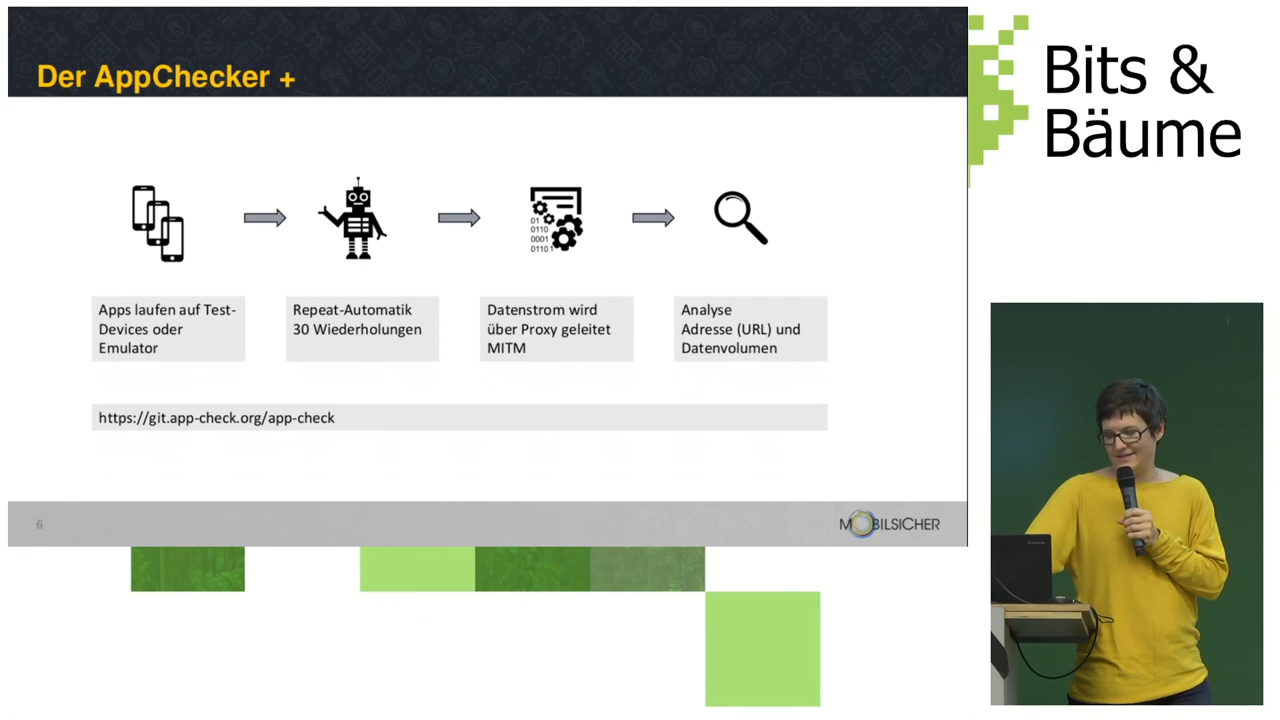 Der AppChecker +
Bits &
Bäume
01
0110
0001
01101
Apps laufen auf Test-
Devices oder
Emulator
Repeat-Automatik
30 Wiederholungen
Datenstrom wird
über Proxy geleitet
MITM
Analyse
Adresse (URL) und
Datenvolumen
https://git.app-check.org/app-check
6
MOBILSICHER